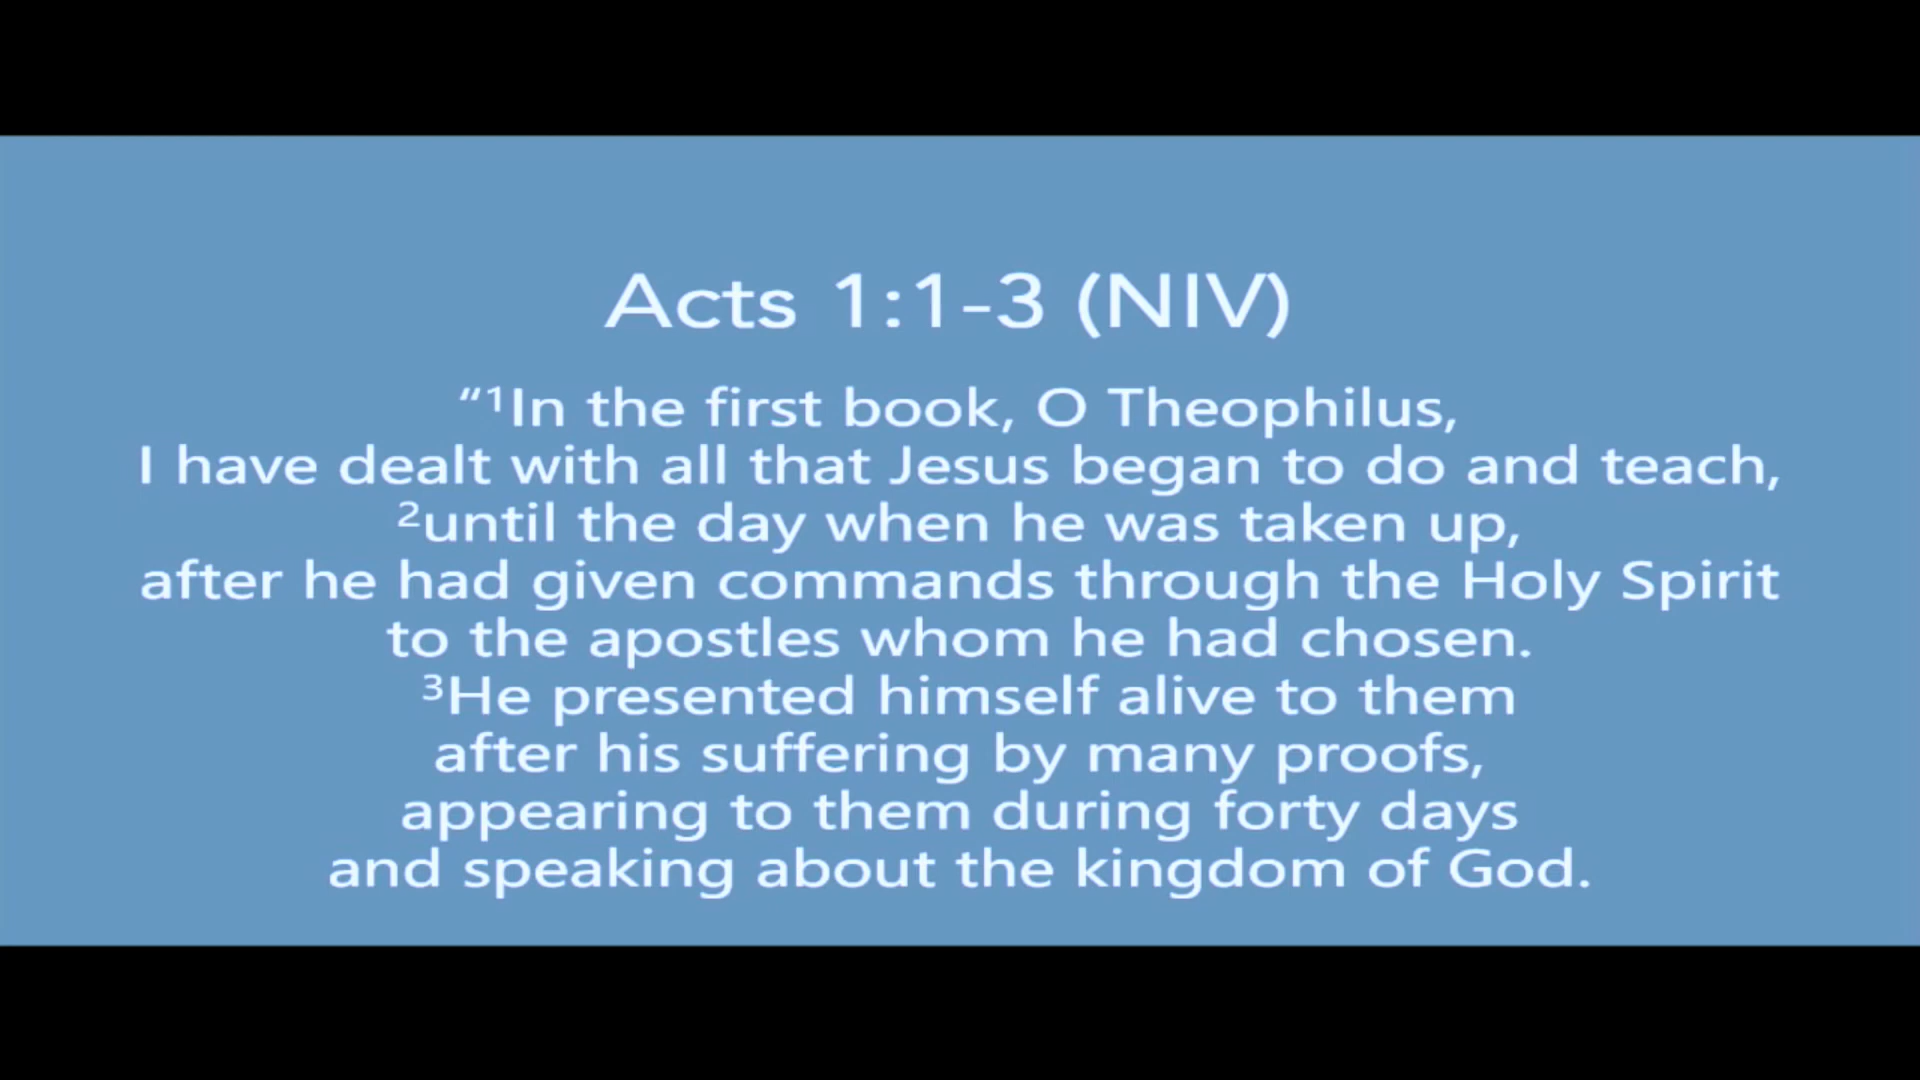 Acts 1:1-3 (NIV)
“¹In the first book, O Theophilus,
I have dealt with all that Jesus began to do and teach,
²until the day when he was taken up,
after he had given commands through the Holy Spirit
to the apostles whom he had chosen.
³He presented himself alive to them
after his suffering by many proofs,
appearing to them during forty days
and speaking about the kingdom of God.